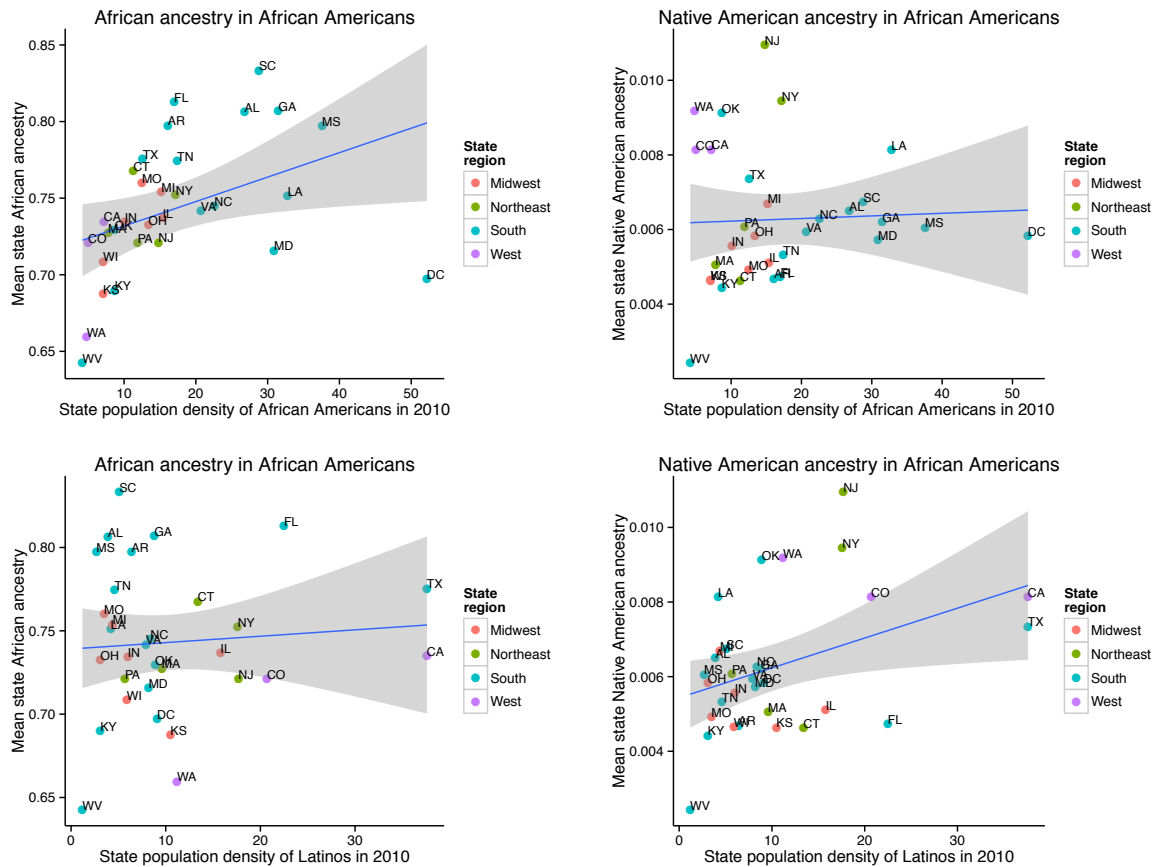 African ancestry in African Americans
Mean state African ancestry
0.85
0.80
0.75
0.70
0.65
SC
FL
AL
GA
AR
MS
TX
TN
CT
MO
MI
NY
LA
NC
VA
CA
IN
IL
OH
OK
MA
CO
PA
NJ
MD
WI
DC
KS
KY
WA
WV
10
20
30
40
50
State population density of African Americans in 2010
State
region
Midwest
Northeast
South
West
Native American ancestry in African Americans
Mean state Native American ancestry
0.010
0.008
0.006
0.004
NJ
NY
WA
OK
CO
CA
LA
TX
MI
SC
AL
NC
GA
PA
VA
MS
OH
MD
DC
IN
TN
IL
MA
MO
AR
FL
KS
CT
KY
WV
10
20
30
40
50
State population density of African Americans in 2010
State
region
Midwest
Northeast
South
West
African ancestry in African Americans
Mean state African ancestry
0.80
0.75
0.70
0.65
SC
FL
AL
GA
MS
AR
TN
TX
CT
MO
MI
LA
NY
NC
VA
IN
IL
CA
OH
OK
MA
PA
NJ
CO
MD
WI
DC
KY
KS
WA
WV
0
10
20
30
State population density of Latinos in 2010
State
region
Midwest
Northeast
South
West
Native American ancestry in African Americans
Mean state Native American ancestry
0.010
0.008
0.006
0.004
NJ
NY
OK
WA
LA
CO
CA
TX
SC
MI
AL
NC
GA
MS
PA
VA
DC
OH
MD
IN
TN
MA
IL
MO
AR
WI
KS
CT
FL
KY
WV
0
10
20
30
State population density of Latinos in 2010
State
region
Midwest
Northeast
South
West